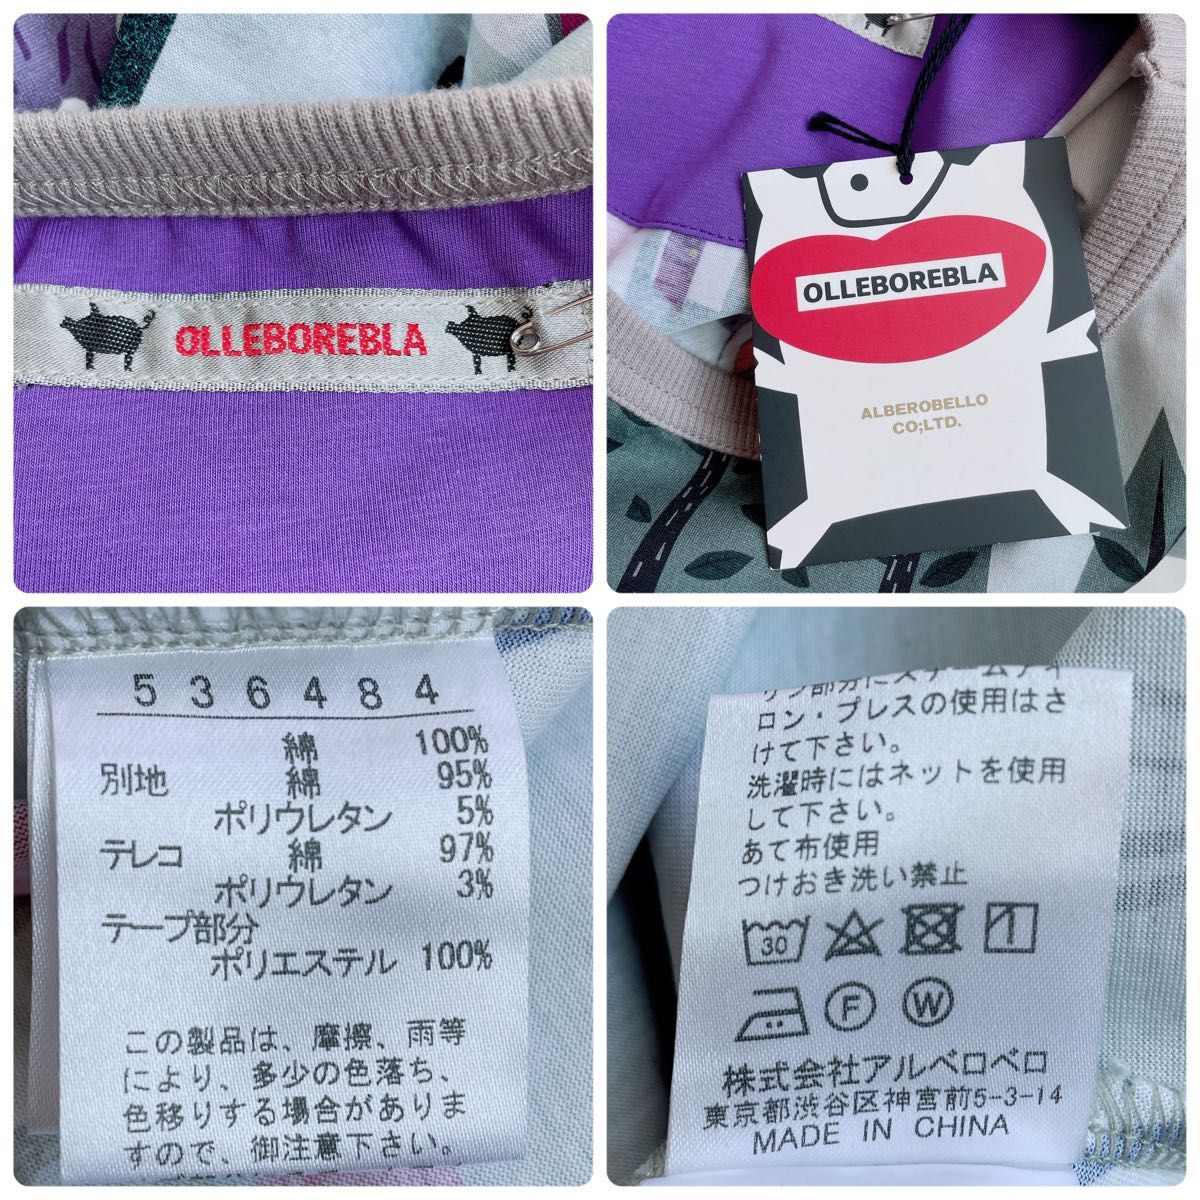 OLLEBOREBLA
OLLEBOREBLA
ALBEROBELLO
CO;LTD.
536484
綿 100%
別地 綿 95%
ポリウレタン 5%
テレコ 綿 97%
ポリウレタン 3%
テープ部分
ポリエステル 100%
この製品は、摩擦、雨等
により、多少の色落ち、
色移りする場合がありま
すので、御注意下さい。
リン部分にスチームアイ
ロン・プレスの使用はさ
けて下さい。
洗濯時にはネットを使用
して下さい。
あて布使用
つけおき洗い禁止
30
F W
株式会社アルベロベロ
東京都渋谷区神宮前5-3-14
MADE IN CHINA